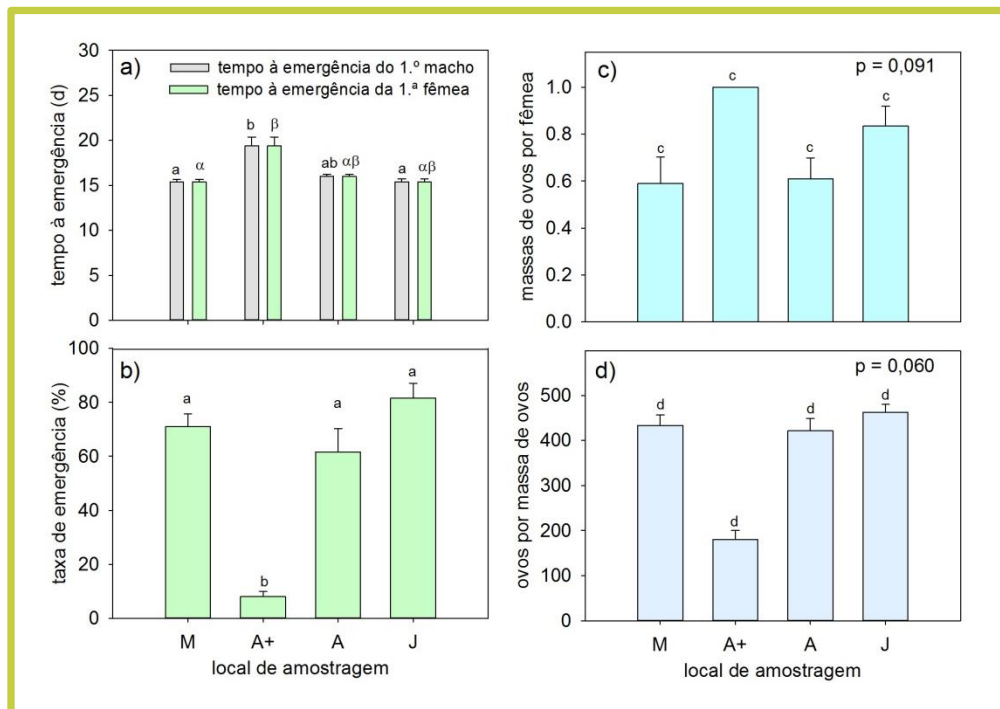 a)
tempo à emergência do 1.º macho
tempo à emergência da 1.ª fêmea
tempo à emergência (d)
30
25
20
15
10
5
0
a α
b β
ab αβ
a αβ
b)
taxa de emergência (%)
100
80
60
40
20
0
a
b
a
a
M A+ A J
local de amostragem
c)
p = 0,091
massas de ovos por fêmea
1.0
0.8
0.6
0.4
0.2
0.0
c
c
c
c
d)
p = 0,060
ovos por massa de ovos
500
400
300
200
100
0
d
d
d
d
M A+ A J
local de amostragem